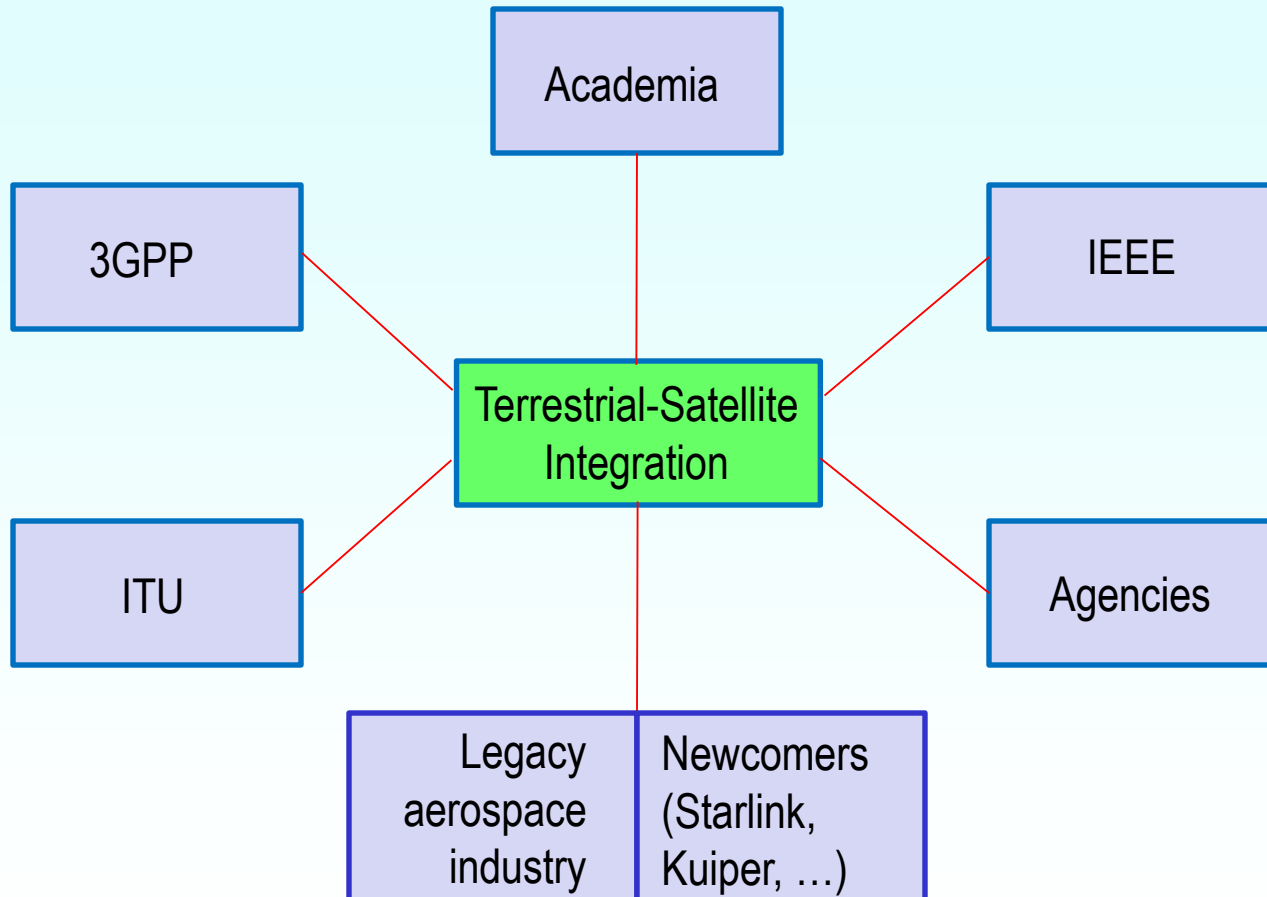 Academia
3GPP
IEEE
Terrestrial-Satellite
Integration
ITU
Agencies
Legacy
aerospace
industry
Newcomers
(Starlink,
Kuiper, …)